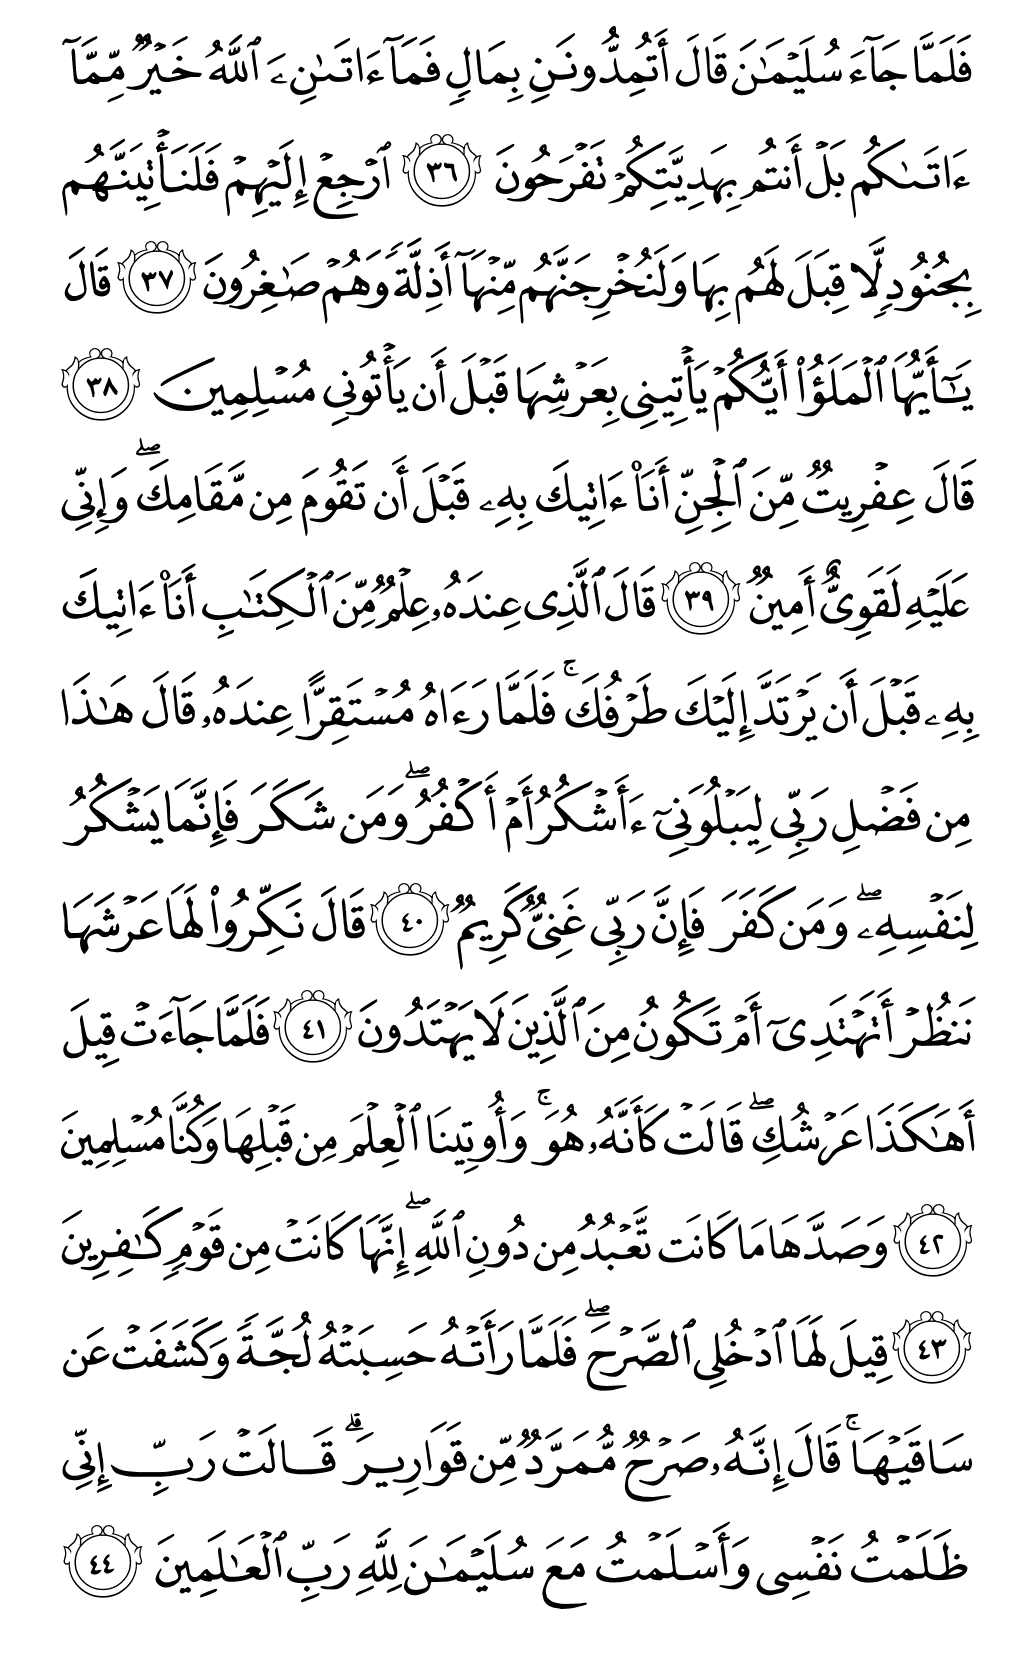 فَلَمَّا جَآءَ سُلَيۡمَٰنَ قَالَ أَتُمِدُّونَنِ بِمَالٖ فَمَآ ءَاتَىٰنِۦَ ٱللَّهُ خَيۡرٞ مِّمَّآ
ءَاتَىٰكُمۚ بَلۡ أَنتُم بِهَدِيَّتِكُمۡ تَفۡرَحُونَ ٣٦ ٱرۡجِعۡ إِلَيۡهِمۡ فَلَنَأۡتِيَنَّهُم
بِجُنُودٖ لَّا قِبَلَ لَهُم بِهَا وَلَنُخۡرِجَنَّهُم مِّنۡهَآ أَذِلَّةٗ وَهُمۡ صَٰغِرُونَ ٣٧ قَالَ
يَٰٓأَيُّهَا ٱلۡمَلَؤُاْ أَيُّكُمۡ يَأۡتِينِي بِعَرۡشِهَا قَبۡلَ أَن يَأۡتُونِي مُسۡلِمِينَ ٣٨
قَالَ عِفۡرِيتٞ مِّنَ ٱلۡجِنِّ أَنَا۠ ءَاتِيكَ بِهِۦ قَبۡلَ أَن تَقُومَ مِن مَّقَامِكَۖ وَإِنِّي
عَلَيۡهِ لَقَوِيٌّ أَمِينٞ ٣٩ قَالَ ٱلَّذِي عِندَهُۥ عِلۡمٞ مِّنَ ٱلۡكِتَٰبِ أَنَا۠ ءَاتِيكَ
بِهِۦ قَبۡلَ أَن يَرۡتَدَّ إِلَيۡكَ طَرۡفُكَۚ فَلَمَّا رَءَاهُ مُسۡتَقِرًّا عِندَهُۥ قَالَ هَٰذَا
مِن فَضۡلِ رَبِّي لِيَبۡلُوَنِيٓ ءَأَشۡكُرُ أَمۡ أَكۡفُرُۖ وَمَن شَكَرَ فَإِنَّمَا يَشۡكُرُ
لِنَفۡسِهِۦۖ وَمَن كَفَرَ فَإِنَّ رَبِّي غَنِيّٞ كَرِيمٞ ٤٠ قَالَ نَكِّرُواْ لَهَا عَرۡشَهَا
نَنظُرۡ أَتَهۡتَدِيٓ أَمۡ تَكُونُ مِنَ ٱلَّذِينَ لَا يَهۡتَدُونَ ٤١ فَلَمَّا جَآءَتۡ قِيلَ
أَهَٰكَذَا عَرۡشُكِۖ قَالَتۡ كَأَنَّهُۥ هُوَۚ وَأُوتِينَا ٱلۡعِلۡمَ مِن قَبۡلِهَا وَكُنَّا مُسۡلِمِينَ
٤٢ وَصَدَّهَا مَا كَانَت تَّعۡبُدُ مِن دُونِ ٱللَّهِۖ إِنَّهَا كَانَتۡ مِن قَوۡمٖ كَٰفِرِينَ
٤٣ قِيلَ لَهَا ٱدۡخُلِي ٱلصَّرۡحَۖ فَلَمَّا رَأَتۡهُ حَسِبَتۡهُ لُجَّةٗ وَكَشَفَتۡ عَن
سَاقَيۡهَاۚ قَالَ إِنَّهُۥ صَرۡحٞ مُّمَرَّدٞ مِّن قَوَارِيرَۗ قَالَتۡ رَبِّ إِنِّي
ظَلَمۡتُ نَفۡسِي وَأَسۡلَمۡتُ مَعَ سُلَيۡمَٰنَ لِلَّهِ رَبِّ ٱلۡعَٰلَمِينَ ٤٤